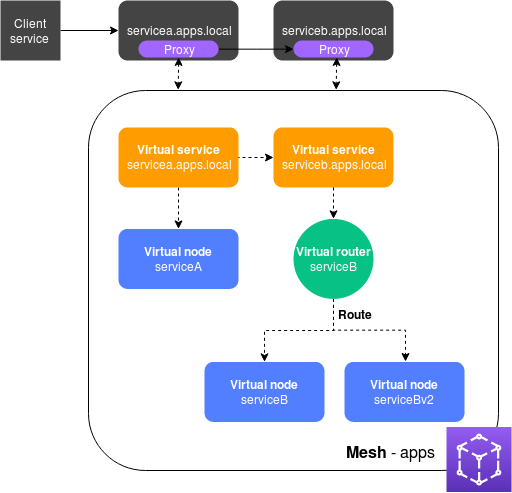 Client
service
servicea.apps.local
Proxy
serviceb.apps.local
Proxy
Virtual service
servicea.apps.local
Virtual service
serviceb.apps.local
Virtual node
serviceA
Virtual router
serviceB
Route
Virtual node
serviceB
Virtual node
serviceBv2
Mesh - apps